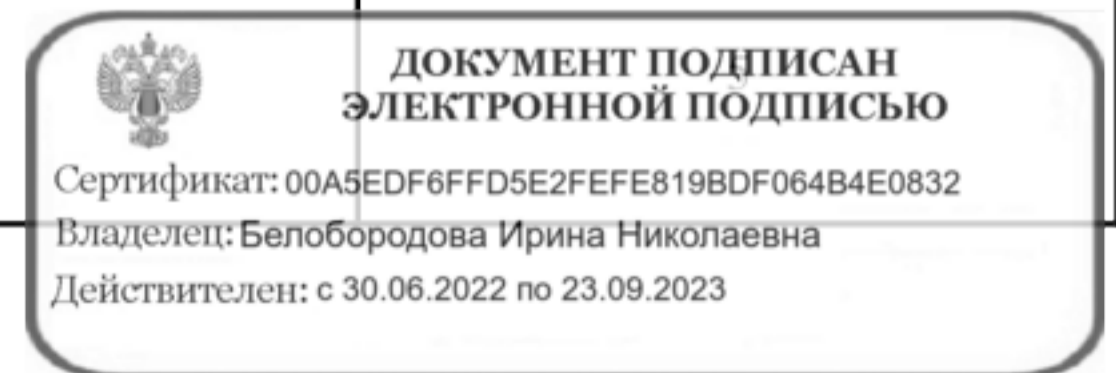 ДОКУМЕНТ ПОДПИСАН
ЭЛЕКТРОННОЙ ПОДПИСЬЮ
Сертификат: 00A5EDF6FFD5E2FEFE819BDF064B4E0832
Владелец: Белобородова Ирина Николаевна
Действителен: с 30.06.2022 по 23.09.2023